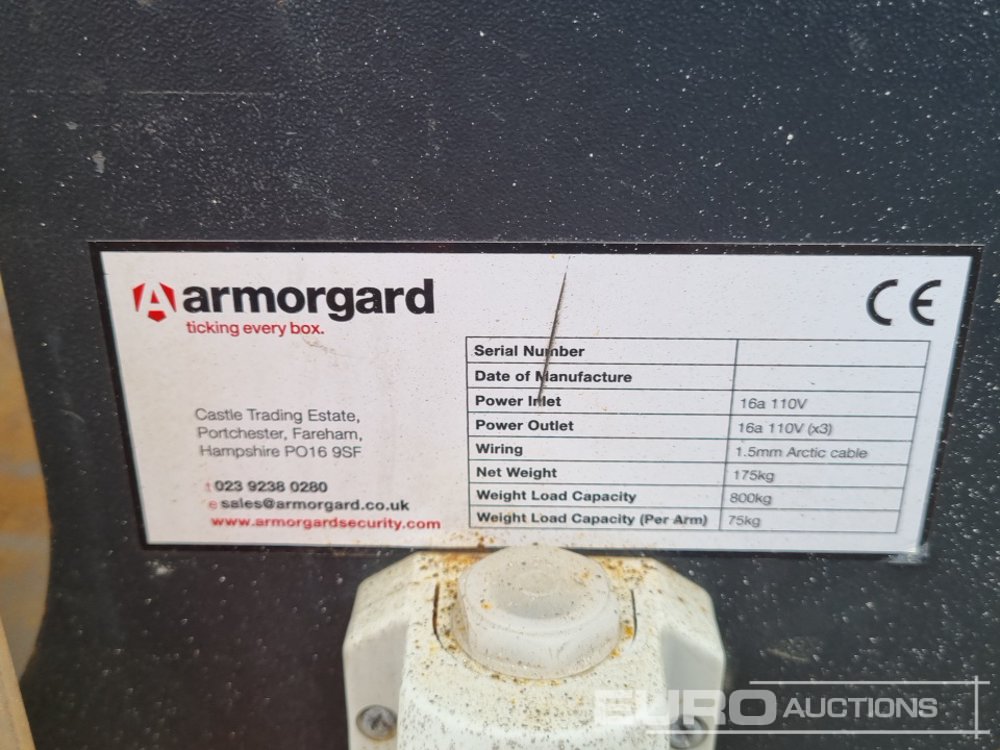 armorgard
ticking every box.
CE
Castle Trading Estate,
Portchester, Fareham,
Hampshire PO16 9SF
t 023 9238 0280
e sales@armorgard.co.uk
www.armorgardsecurity.com
Serial Number
Date of Manufacture
Power Inlet 16a 110V
Power Outlet 16a 110V (x3)
Wiring 1.5mm Arctic cable
Net Weight 175kg
Weight Load Capacity 800kg
Weight Load Capacity (Per Arm) 75kg
EURO AUCTIONS